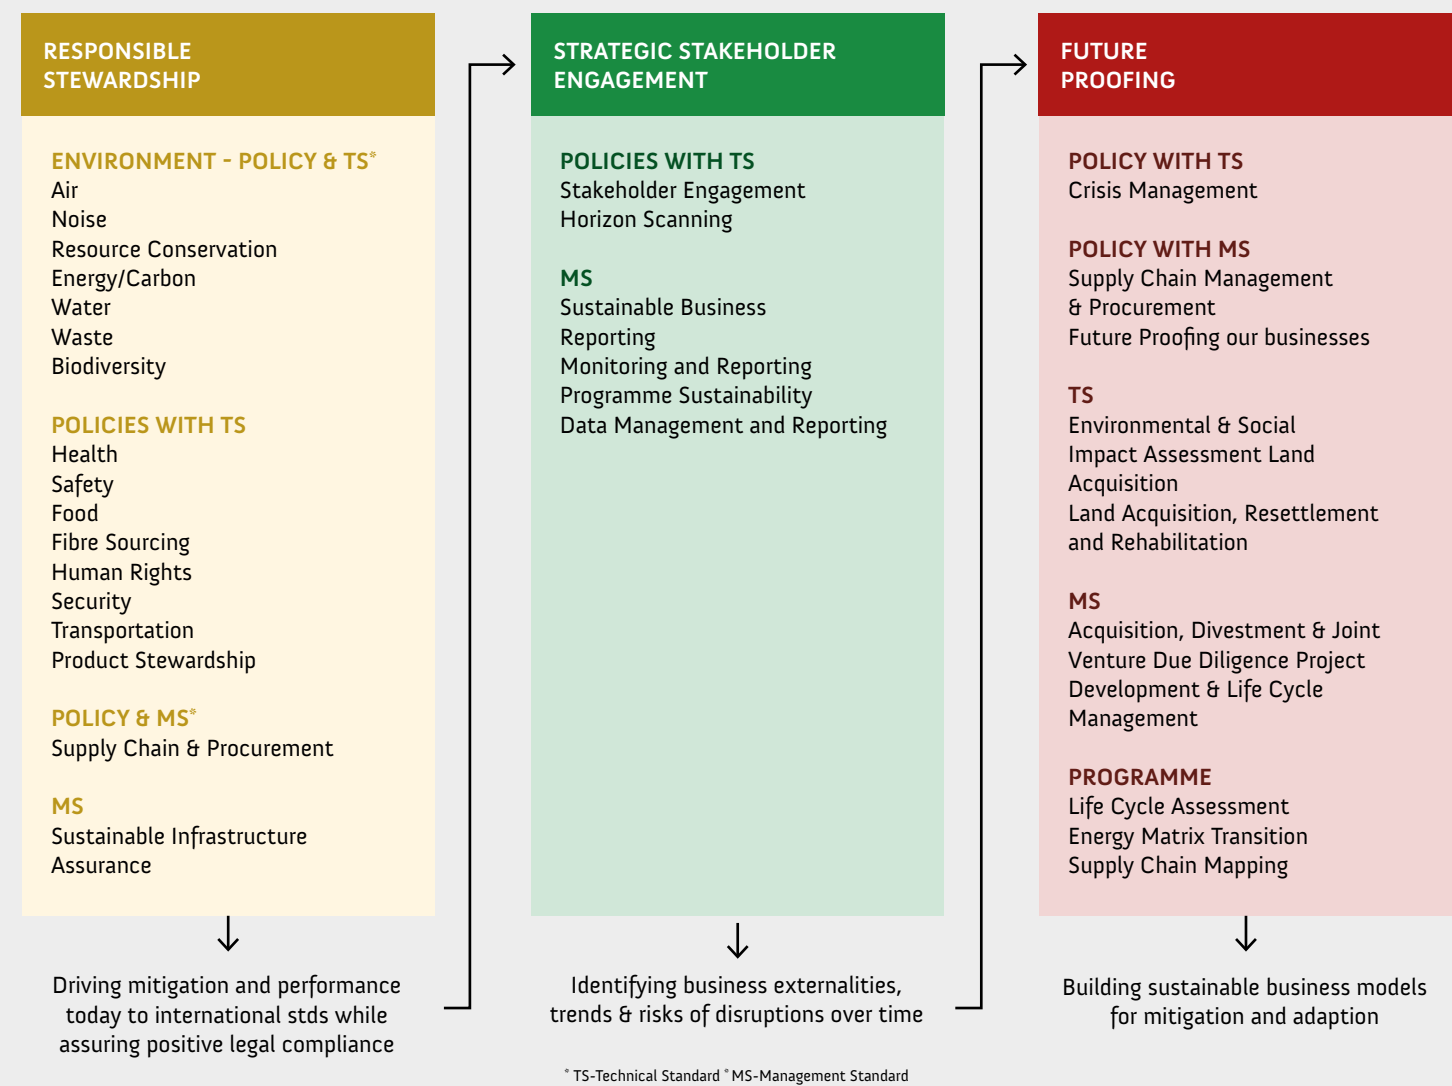 RESPONSIBLE
STEWARDSHIP
ENVIRONMENT - POLICY & TS*
Air
Noise
Resource Conservation
Energy/Carbon
Water
Waste
Biodiversity
POLICIES WITH TS
Health
Safety
Food
Fibre Sourcing
Human Rights
Security
Transportation
Product Stewardship
POLICY & MS*
Supply Chain & Procurement
MS
Sustainable Infrastructure
Assurance
Driving mitigation and performance
today to international stds while
assuring positive legal compliance
STRATEGIC STAKEHOLDER
ENGAGEMENT
POLICIES WITH TS
Stakeholder Engagement
Horizon Scanning
MS
Sustainable Business
Reporting
Monitoring and Reporting
Programme Sustainability
Data Management and Reporting
Identifying business externalities,
trends & risks of disruptions over time
FUTURE
PROOFING
POLICY WITH TS
Crisis Management
POLICY WITH MS
Supply Chain Management
& Procurement
Future Proofing our businesses
TS
Environmental & Social
Impact Assessment Land
Acquisition
Land Acquisition, Resettlement
and Rehabilitation
MS
Acquisition, Divestment & Joint
Venture Due Diligence Project
Development & Life Cycle
Management
PROGRAMME
Life Cycle Assessment
Energy Matrix Transition
Supply Chain Mapping
Building sustainable business models
for mitigation and adaption
* TS-Technical Standard * MS-Management Standard